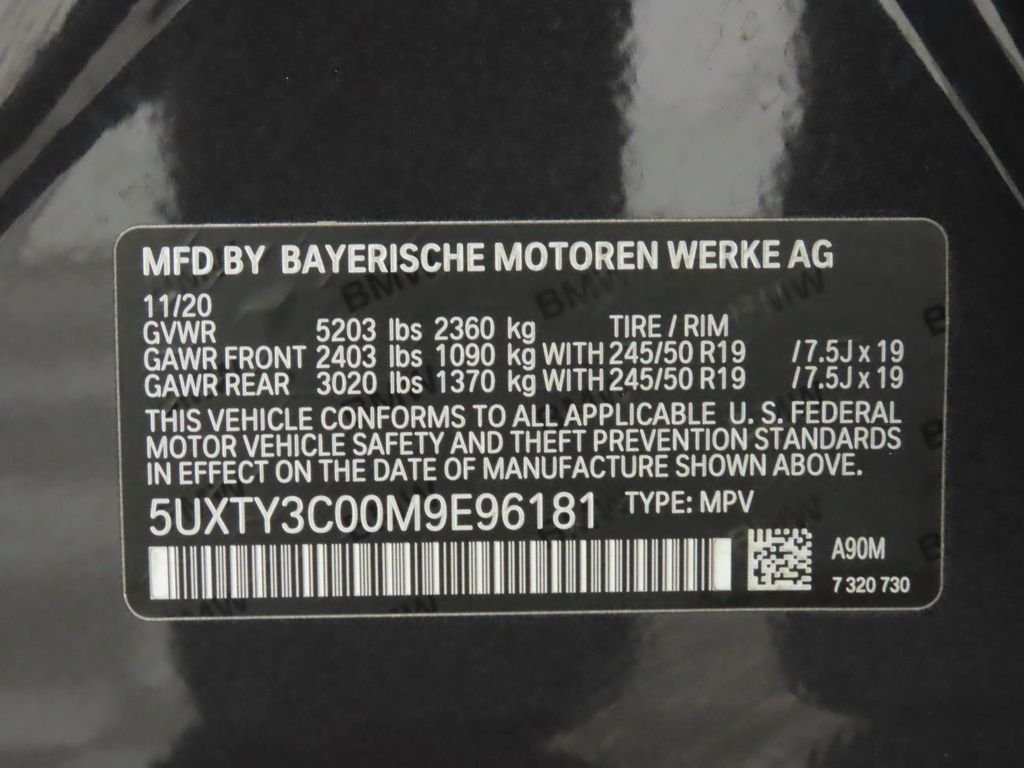 MFD BY BAYERISCHE MOTOREN WERKE AG
11/20
GVWR 5203 lbs 2360 kg TIRE / RIM
GAWR FRONT 2403 lbs 1090 kg WITH 245/50 R19 / 7.5J x 19
GAWR REAR 3020 lbs 1370 kg WITH 245/50 R19 / 7.5J x 19
THIS VEHICLE CONFORMS TO ALL APPLICABLE U. S. FEDERAL
MOTOR VEHICLE SAFETY AND THEFT PREVENTION STANDARDS
IN EFFECT ON THE DATE OF MANUFACTURE SHOWN ABOVE.
5UXTY3C00M9E96181 TYPE: MPV
A90M
7 320 730